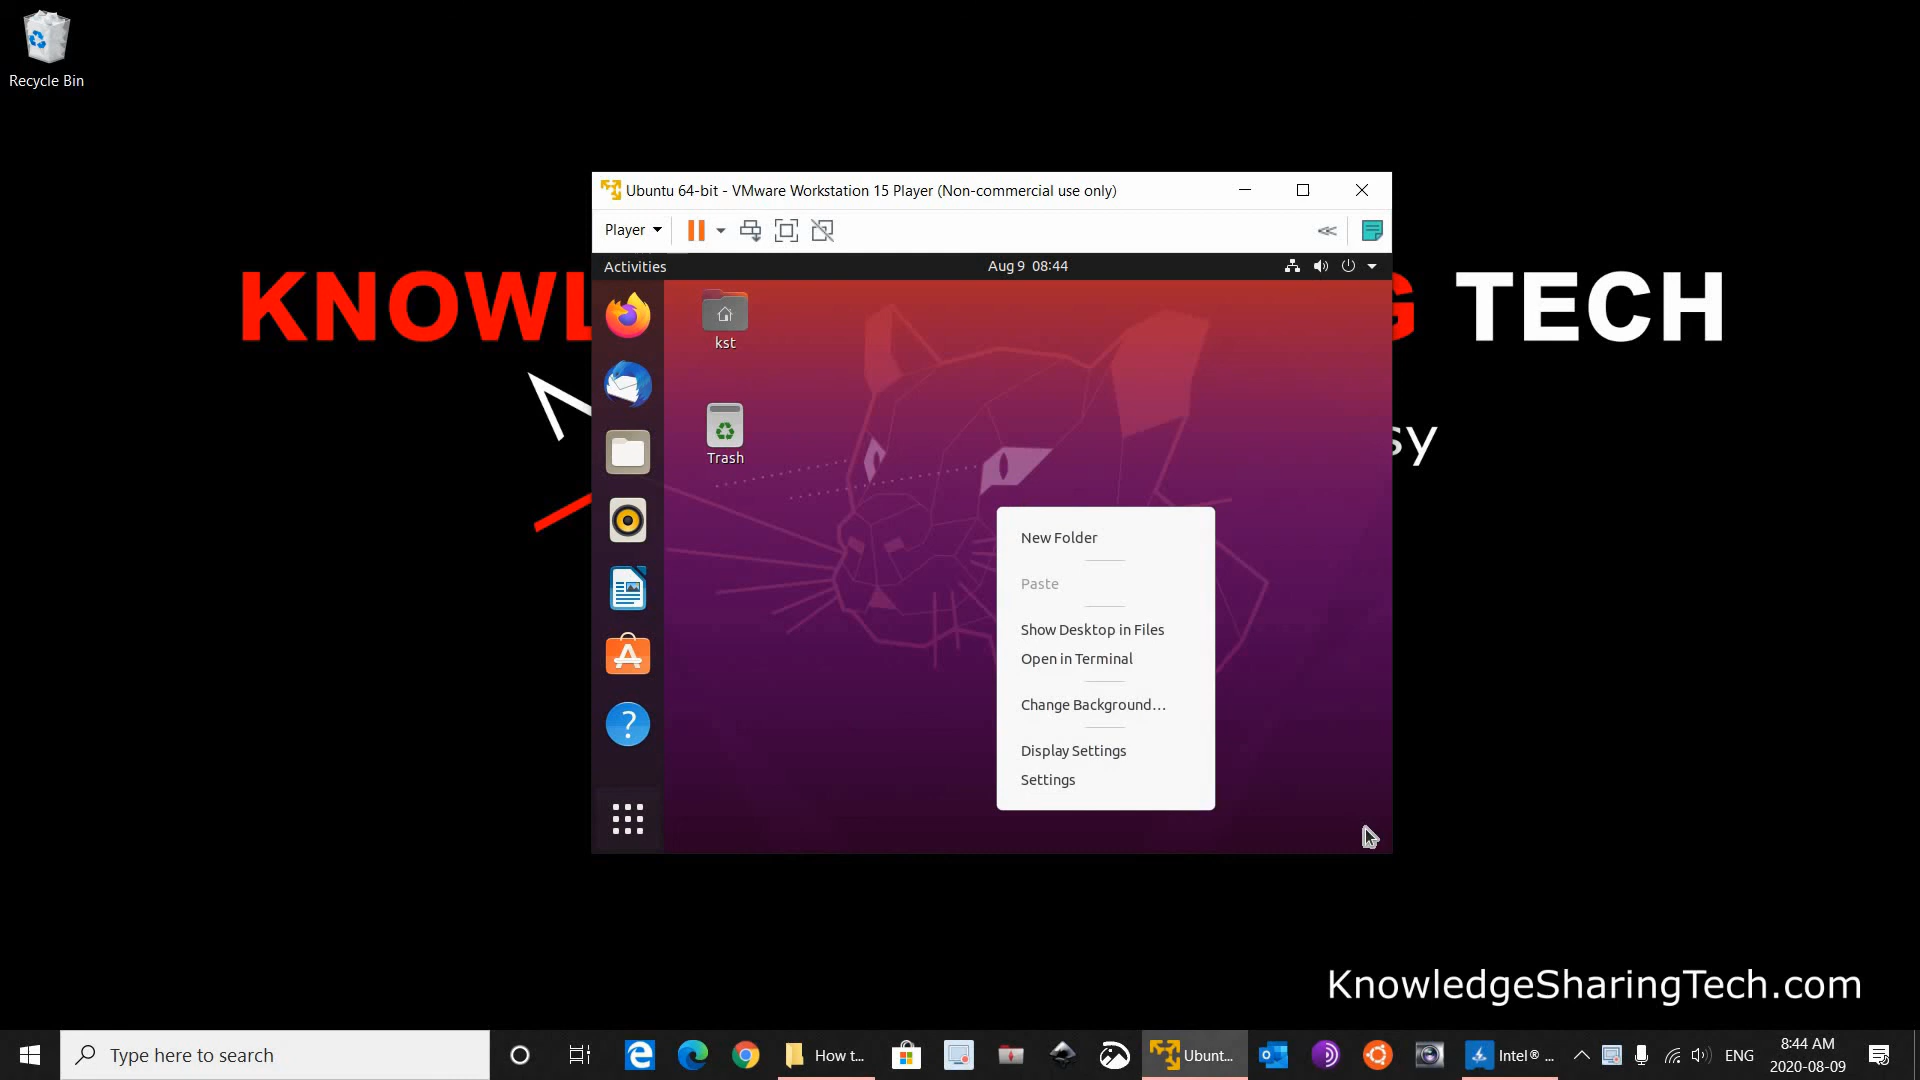 Recycle Bin
Ubuntu 64-bit - VMware Workstation 15 Player (Non-commercial use only)
Player
Activities
Aug 9 08:44
KNOWL
G TECH
kst
Trash
sy
New Folder
Paste
Show Desktop in Files
Open in Terminal
Change Background…
Display Settings
Settings
KnowledgeSharingTech.com
Type here to search
How t...
Ubunt...
Intel® ...
ENG
8:44 AM
2020-08-09